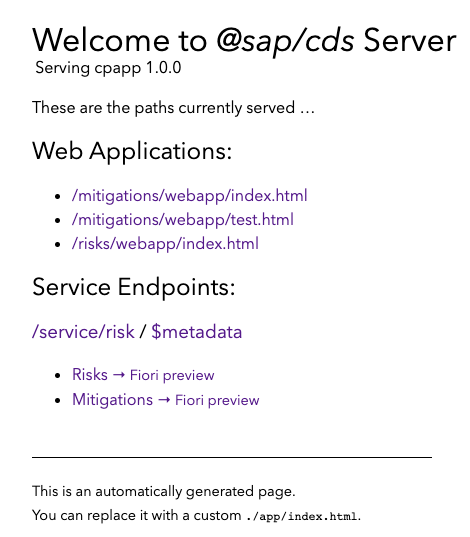 Welcome to @sap/cds Server
Serving cpapp 1.0.0
These are the paths currently served …
Web Applications:
/mitigations/webapp/index.html
/mitigations/webapp/test.html
/risks/webapp/index.html
Service Endpoints:
/service/risk / $metadata
Risks → Fiori preview
Mitigations → Fiori preview
This is an automatically generated page.
You can replace it with a custom ./app/index.html.